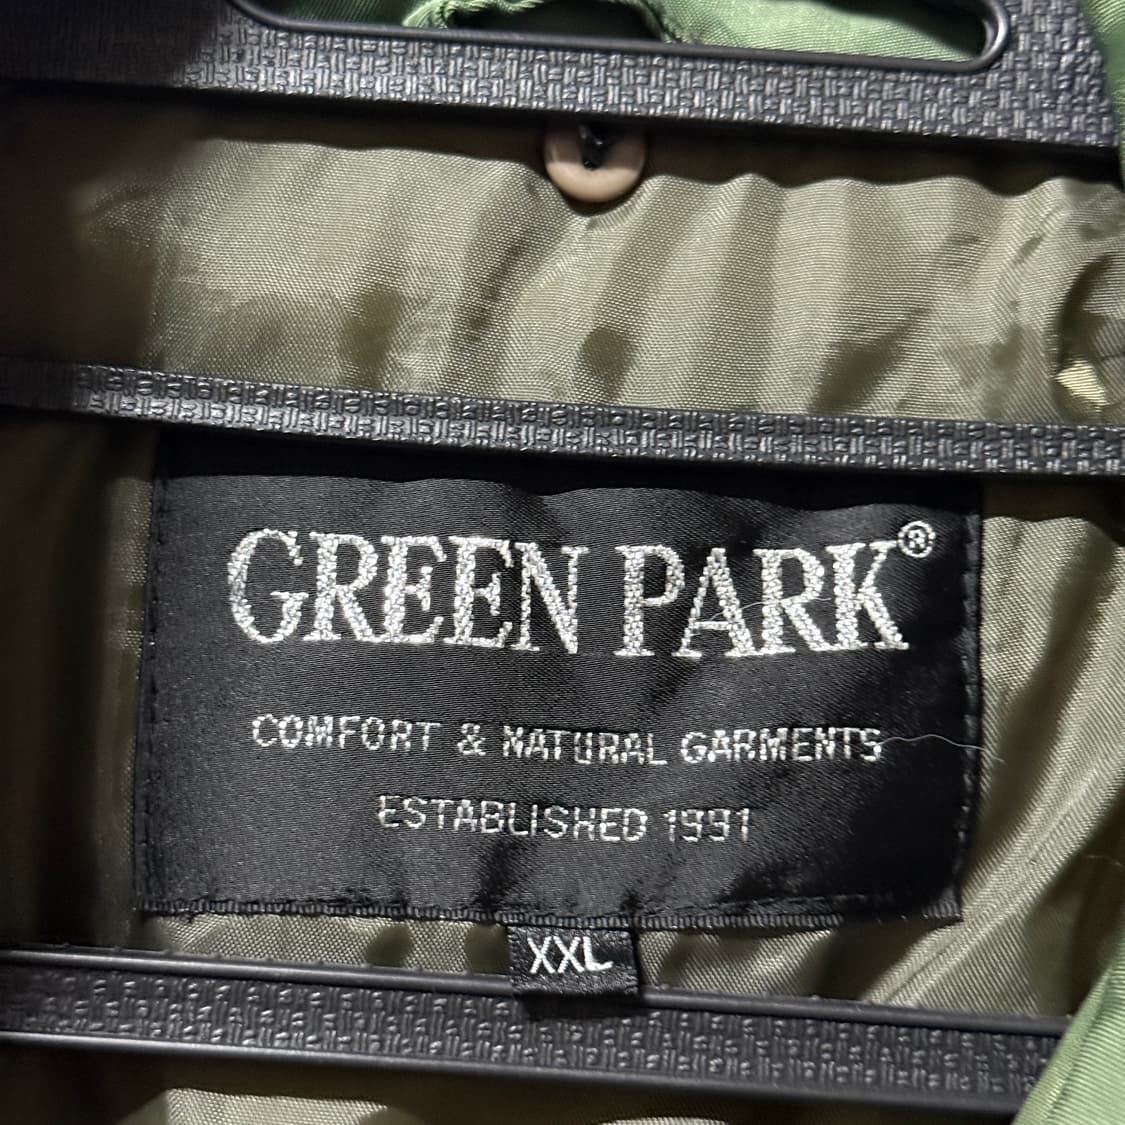 GREEN PARK®
COMFORT & NATURAL GARMENTS
ESTABLISHED 1991
XXL